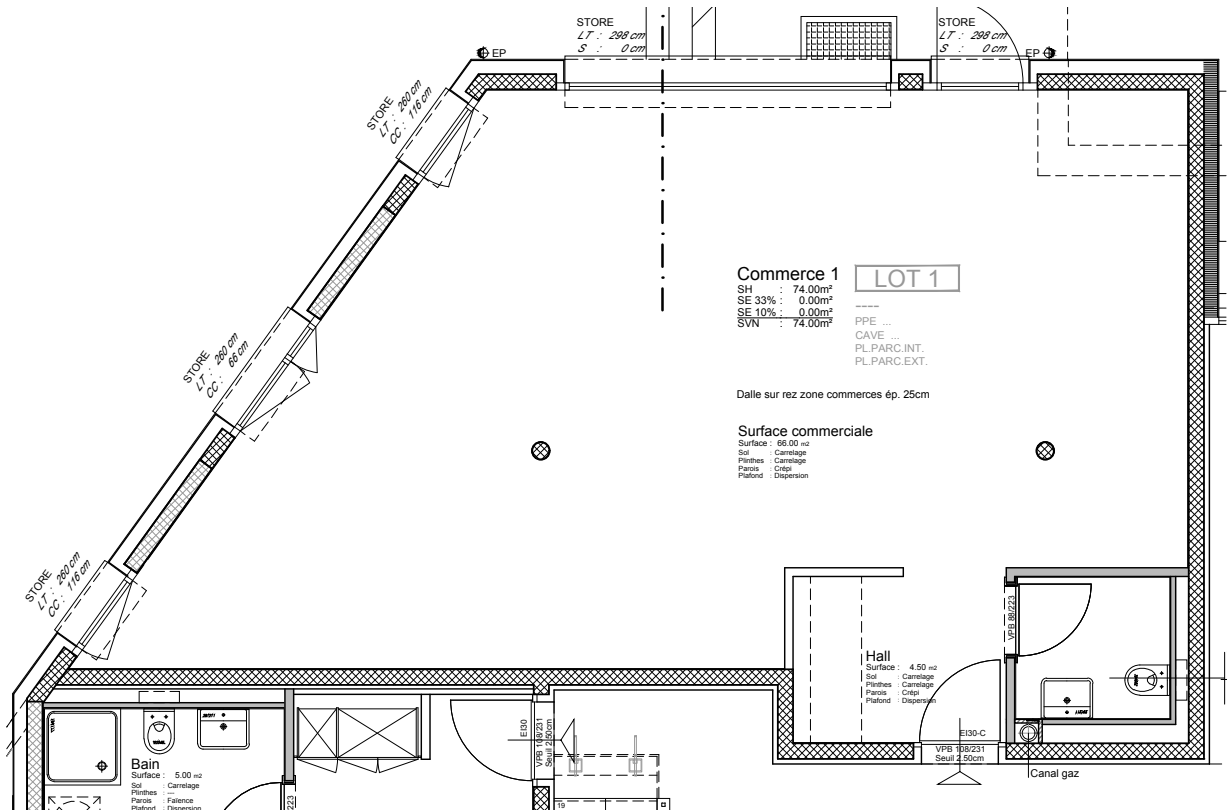 STORE
LT : 298 cm
S : 0 cm
EP
STORE
LT : 298 cm
S : 0 cm
EP
STORE
LT : 260 cm
CC : 116 cm
Commerce 1
SH : 74.00m²
SE 33% : 0.00m²
SE 10% : 0.00m²
SVN : 74.00m²
LOT 1
----
PPE ...
CAVE ...
PL.PARC.INT.
PL.PARC.EXT.
Dalle sur rez zone commerces ép. 25cm
STORE
LT : 260 cm
CC : 66 cm
Surface commerciale
Surface : 66.00 m2
Sol : Carrelage
Plinthes : Carrelage
Parois : Crépi
Plafond : Dispersion
STORE
LT : 260 cm
CC : 116 cm
VPB 88/223
Hall
Surface : 4.50 m2
Sol : Carrelage
Plinthes : Carrelage
Parois : Crépi
Plafond : Dispersion
EI30
VPB 108/231
Seuil 2.50cm
EI30-C
VPB 108/231
Seuil 2.50cm
Canal gaz
Bain
Surface : 5.00 m2
Sol : Carrelage
Plinthes : ---
Parois : Faïence
Plafond : Dispersion
223
19